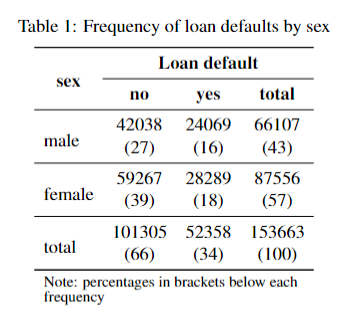 Table 1: Frequency of loan defaults by sex
Loan default
sex
no yes total
42038 24069 66107
male
(27) (16) (43)
59267 28289 87556
female
(39) (18) (57)
101305 52358 153663
total
(66) (34) (100)
Note: percentages in brackets below each
frequency